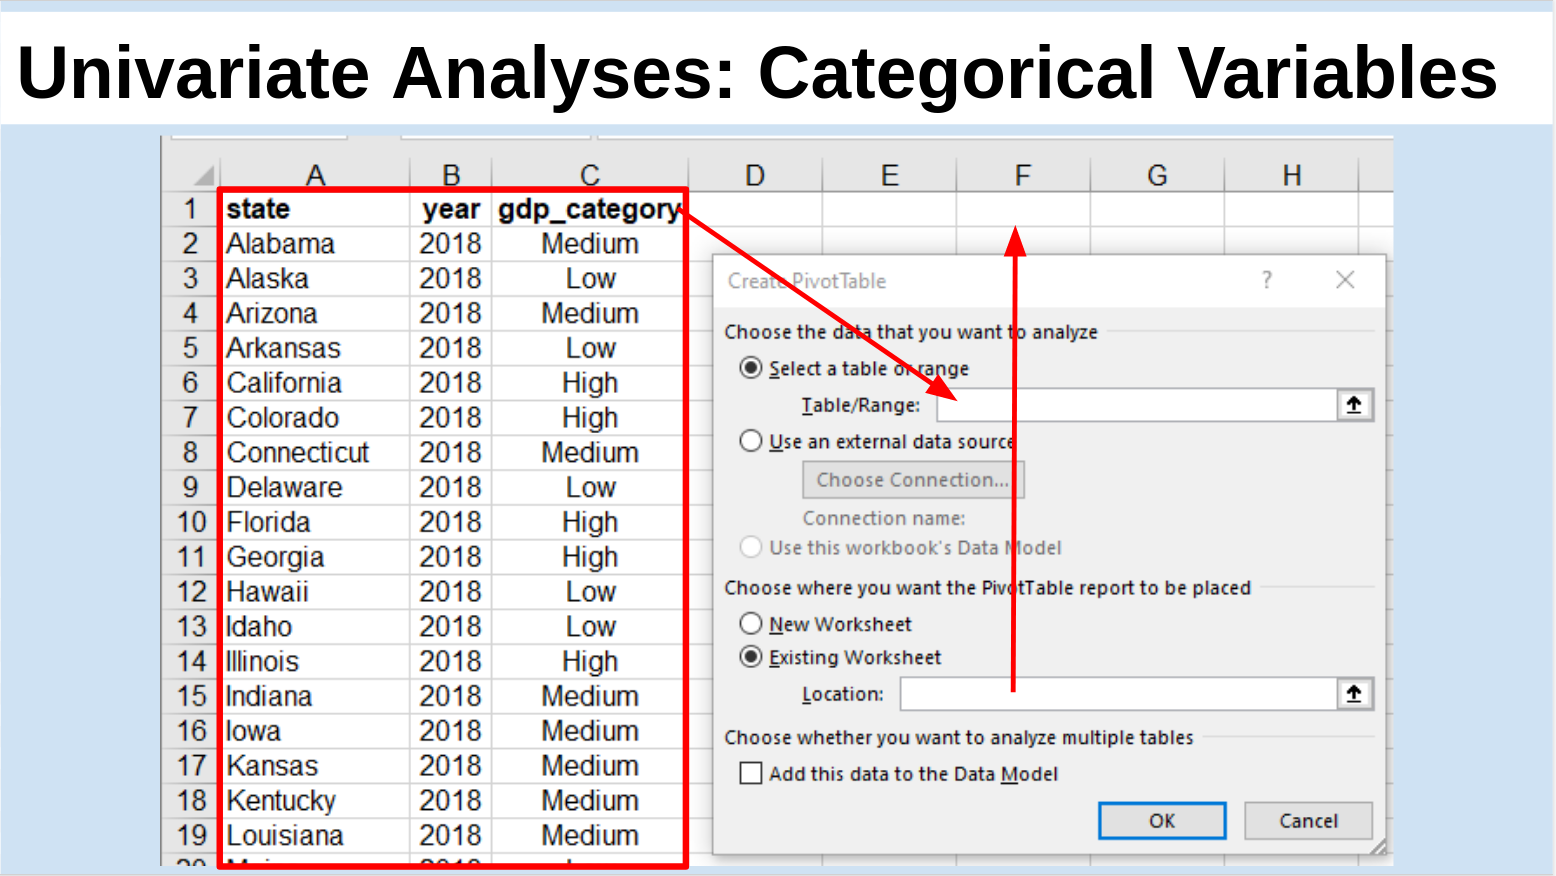 Univariate Analyses: Categorical Variables
A B C D E F G H
1 state year gdp_category
2 Alabama 2018 Medium
3 Alaska 2018 Low
4 Arizona 2018 Medium
5 Arkansas 2018 Low
6 California 2018 High
7 Colorado 2018 High
8 Connecticut 2018 Medium
9 Delaware 2018 Low
10 Florida 2018 High
11 Georgia 2018 High
12 Hawaii 2018 Low
13 Idaho 2018 Low
14 Illinois 2018 High
15 Indiana 2018 Medium
16 Iowa 2018 Medium
17 Kansas 2018 Medium
18 Kentucky 2018 Medium
19 Louisiana 2018 Medium
Create PivotTable ?
Choose the data that you want to analyze
Select a table or range
Table/Range:
Use an external data source
Choose Connection...
Connection name:
Use this workbook's Data Model
Choose where you want the PivotTable report to be placed
New Worksheet
Existing Worksheet
Location:
Choose whether you want to analyze multiple tables
Add this data to the Data Model
OK Cancel